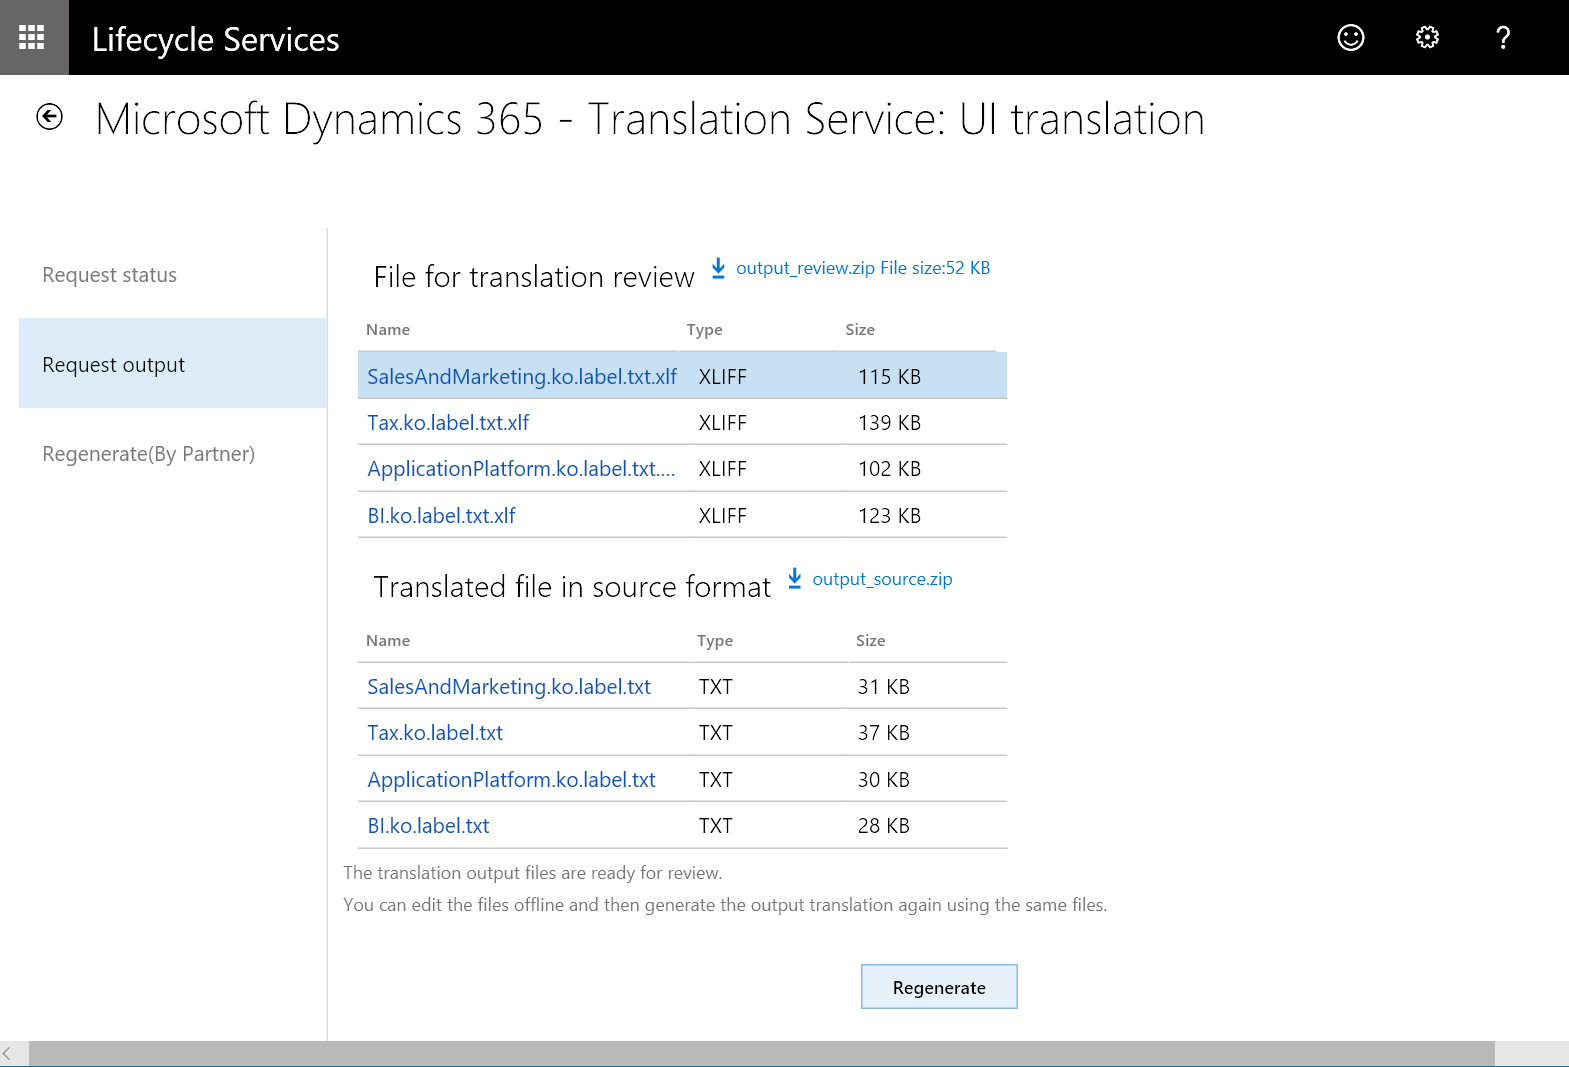 Lifecycle Services
?
Microsoft Dynamics 365 - Translation Service: UI translation
Request status
Request output
Regenerate(By Partner)
File for translation review output_review.zip File size:52 KB
Name Type Size
SalesAndMarketing.ko.label.txt.xlf XLIFF 115 KB
Tax.ko.label.txt.xlf XLIFF 139 KB
ApplicationPlatform.ko.label.txt.... XLIFF 102 KB
BI.ko.label.txt.xlf XLIFF 123 KB
Translated file in source format output_source.zip
Name Type Size
SalesAndMarketing.ko.label.txt TXT 31 KB
Tax.ko.label.txt TXT 37 KB
ApplicationPlatform.ko.label.txt TXT 30 KB
BI.ko.label.txt TXT 28 KB
The translation output files are ready for review.
You can edit the files offline and then generate the output translation again using the same files.
Regenerate